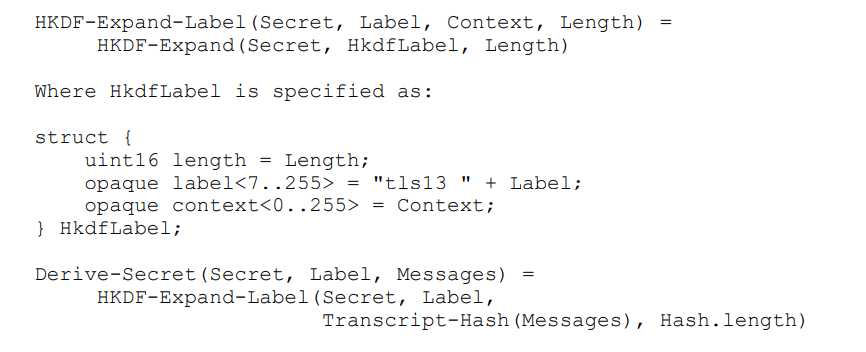 HKDF-Expand-Label(Secret, Label, Context, Length) =
HKDF-Expand(Secret, HkdfLabel, Length)
Where HkdfLabel is specified as:
struct {
uint16 length = Length;
opaque label<7..255> = "tls13 " + Label;
opaque context<0..255> = Context;
} HkdfLabel;
Derive-Secret(Secret, Label, Messages) =
HKDF-Expand-Label(Secret, Label,
Transcript-Hash(Messages), Hash.length)